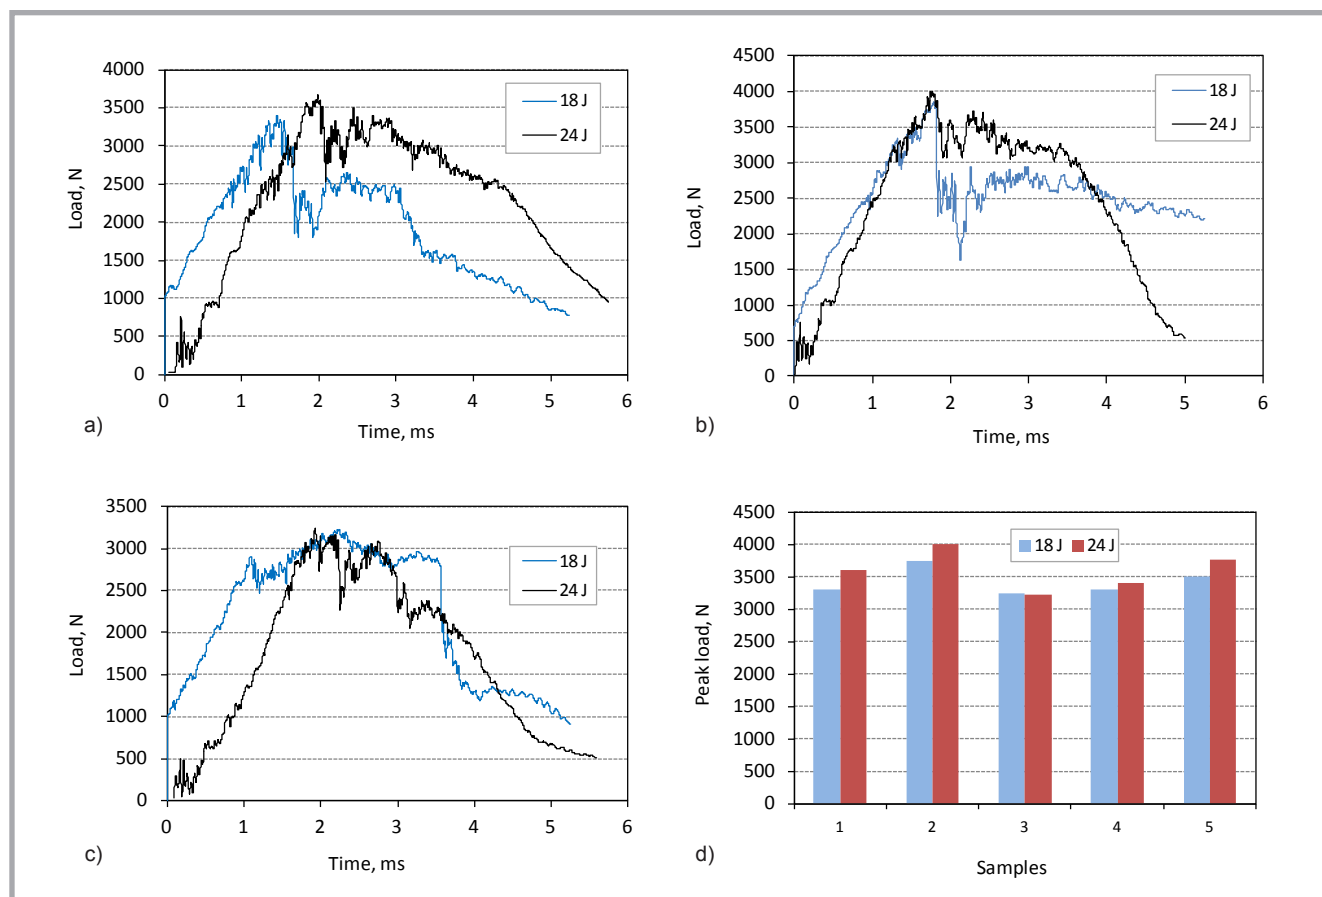 4000
3500
3000
2500
2000
1500
1000
500
0
Load, N
18 J
24 J
0 1 2 3 4 5 6
Time, ms
a)
4500
4000
3500
3000
2500
2000
1500
1000
500
0
Load, N
18 J
24 J
0 1 2 3 4 5 6
Time, ms
b)
3500
3000
2500
2000
1500
1000
500
0
Load, N
18 J
24 J
0 1 2 3 4 5 6
Time, ms
c)
4500
4000
3500
3000
2500
2000
1500
1000
500
0
Peak load, N
18 J 24 J
1 2 3 4 5
Samples
d)